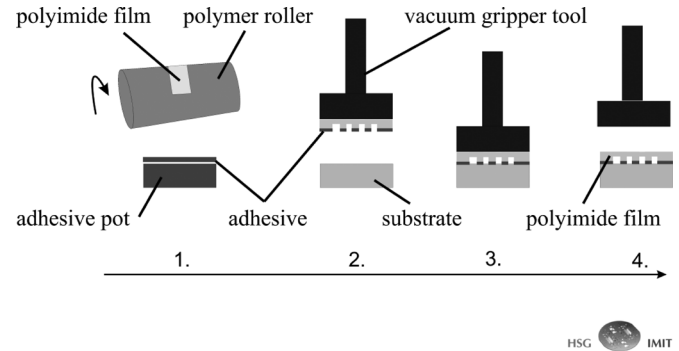 polyimide film
polymer roller
vacuum gripper tool
adhesive pot
adhesive
substrate
polyimide film
1.
2.
3.
4.
HSG IMIT